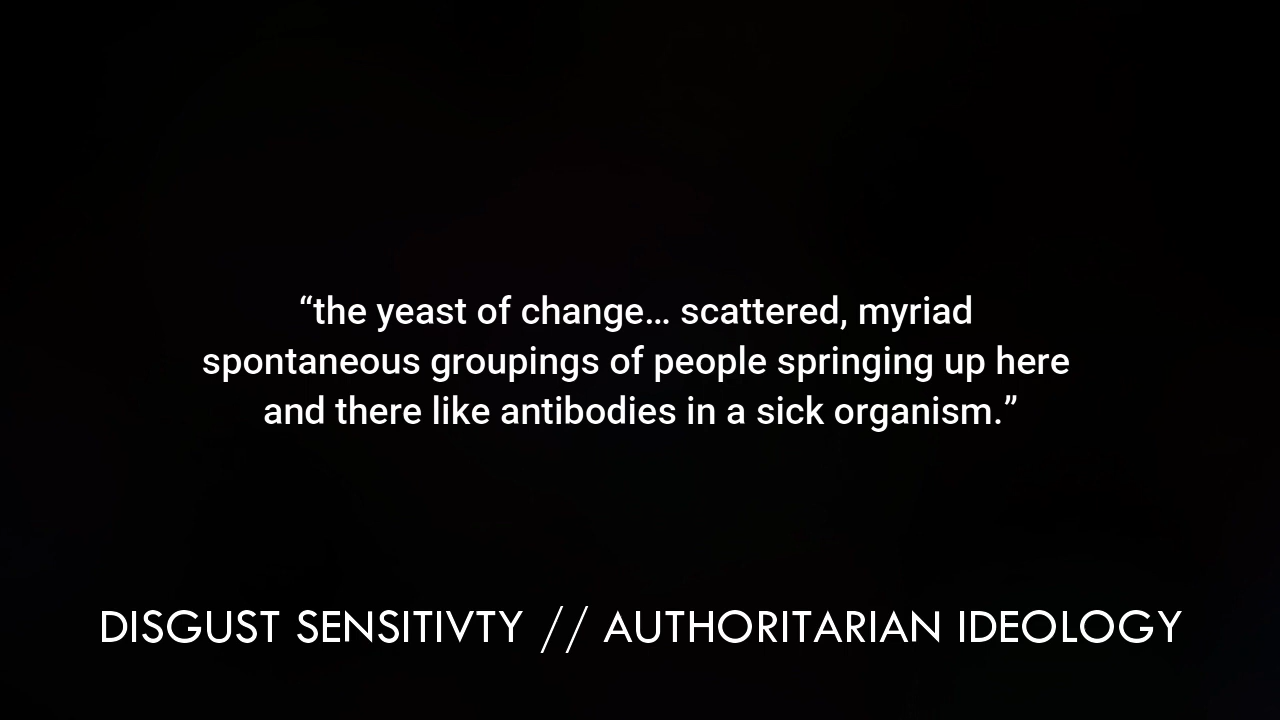 “the yeast of change… scattered, myriad
spontaneous groupings of people springing up here
and there like antibodies in a sick organism.”
DISGUST SENSITIVTY // AUTHORITARIAN IDEOLOGY